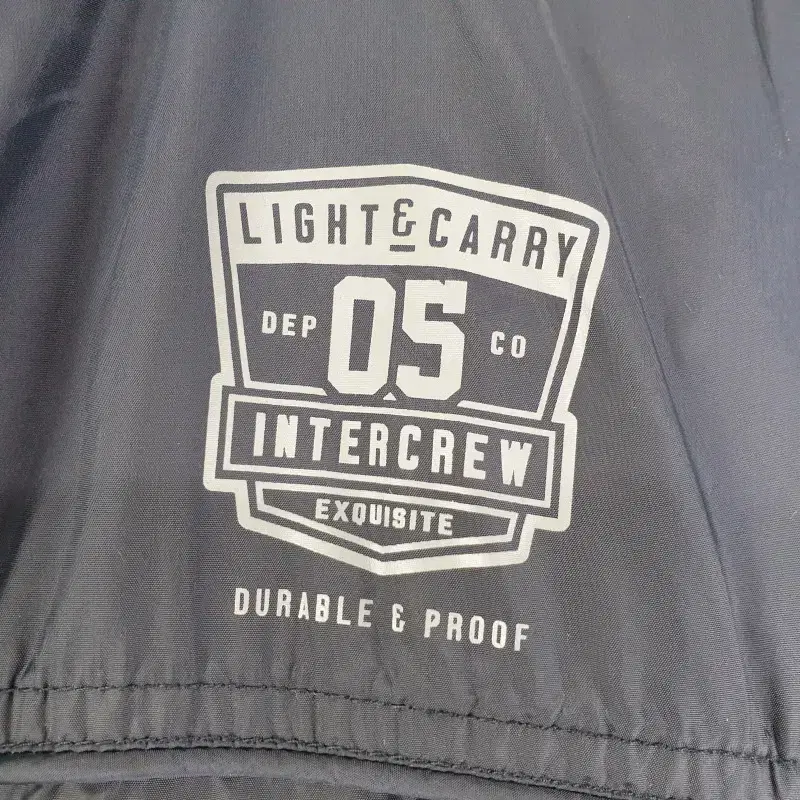 LIGHT & CARRY
DEP 05 CO
INTERCREW
EXQUISITE
DURABLE & PROOF